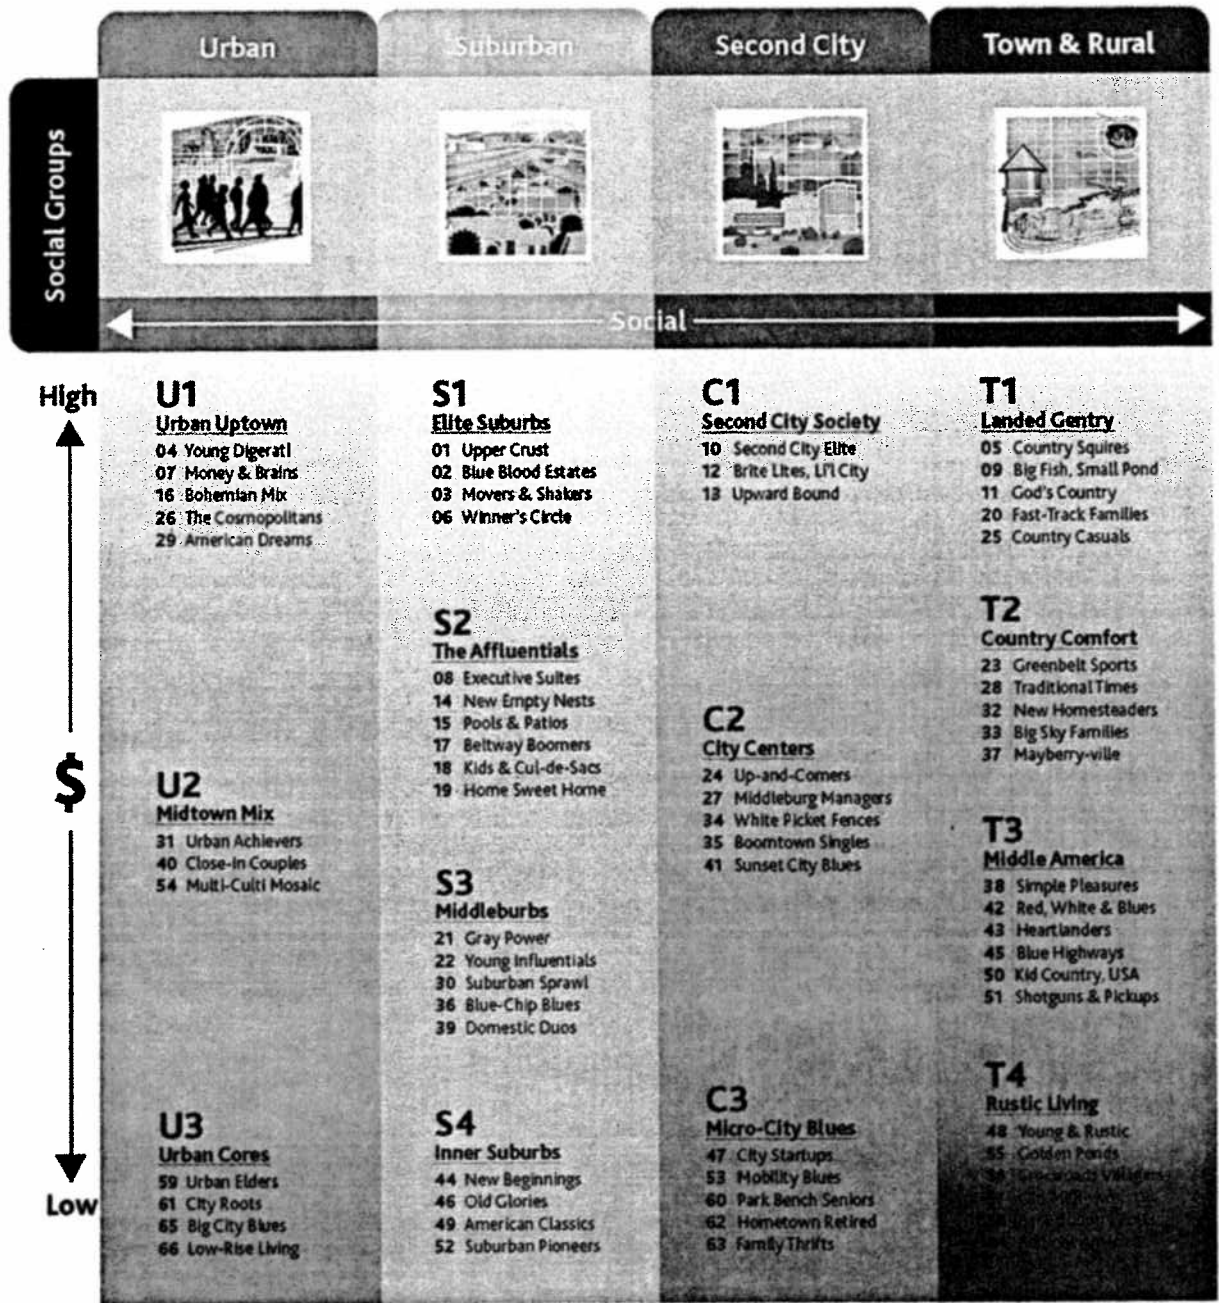 Urban
Suburban
Second City
Town & Rural
Social Groups
Social
High
$
Low
U1
Urban Uptown
04 Young Digerati
07 Money & Brains
16 Bohemian Mix
26 The Cosmopolitans
29 American Dreams
U2
Midtown Mix
31 Urban Achievers
40 Close-In Couples
54 Multi-Culti Mosaic
U3
Urban Cores
59 Urban Elders
61 City Roots
65 Big City Blues
66 Low-Rise Living
S1
Elite Suburbs
01 Upper Crust
02 Blue Blood Estates
03 Movers & Shakers
06 Winner's Circle
S2
The Affluentials
08 Executive Suites
14 New Empty Nests
15 Pools & Patios
17 Beltway Boomers
18 Kids & Cul-de-Sacs
19 Home Sweet Home
S3
Middleburbs
21 Gray Power
22 Young Influentials
30 Suburban Sprawl
36 Blue-Chip Blues
39 Domestic Duos
S4
Inner Suburbs
44 New Beginnings
46 Old Glories
49 American Classics
52 Suburban Pioneers
C1
Second City Society
10 Second City Elite
12 Brite Lites, Li'l City
13 Upward Bound
C2
City Centers
24 Up-and-Comers
27 Middleburg Managers
34 White Picket Fences
35 Boomtown Singles
41 Sunset City Blues
C3
Micro-City Blues
47 City Startups
53 Mobility Blues
60 Park Bench Seniors
62 Hometown Retired
63 Family Thrifts
T1
Landed Gentry
05 Country Squires
09 Big Fish, Small Pond
11 God's Country
20 Fast-Track Families
25 Country Casuals
T2
Country Comfort
23 Greenbelt Sports
28 Traditional Times
32 New Homesteaders
33 Big Sky Families
37 Mayberry-ville
T3
Middle America
38 Simple Pleasures
42 Red, White & Blues
43 Heartlanders
45 Blue Highways
50 Kid Country, USA
51 Shotguns & Pickups
T4
Rustic Living
48 Young & Rustic
55 Golden Ponds
56 Crossroads Villagers